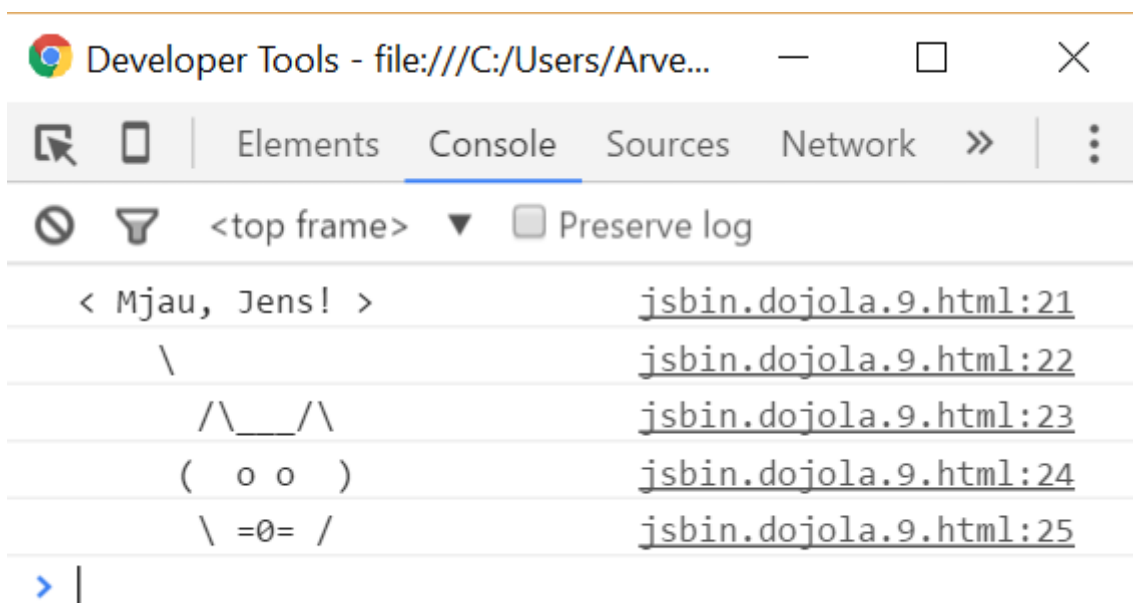 Developer Tools - file:///C:/Users/Arve...
Elements Console Sources Network »
<top frame> ▼ Preserve log
< Mjau, Jens! > jsbin.dojola.9.html:21
\ jsbin.dojola.9.html:22
/\___/\ jsbin.dojola.9.html:23
(  o o  ) jsbin.dojola.9.html:24
\ =0= / jsbin.dojola.9.html:25
>